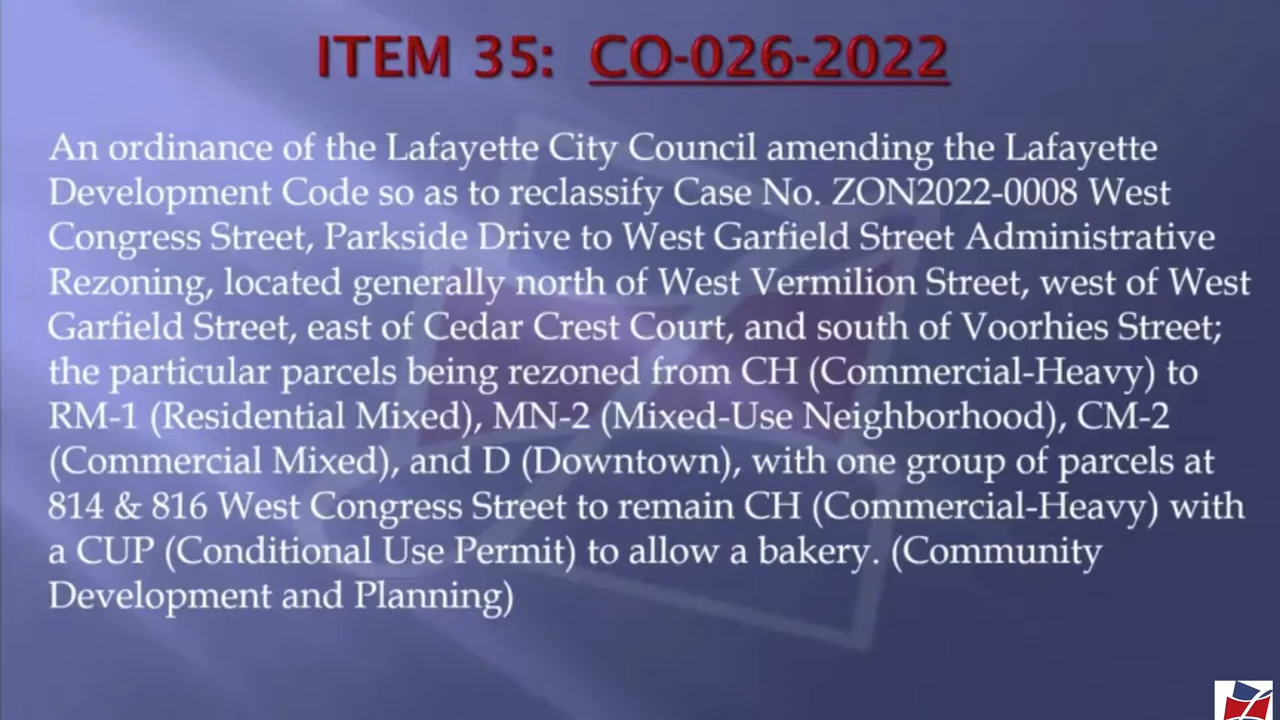 ITEM 35: CO-026-2022
An ordinance of the Lafayette City Council amending the Lafayette
Development Code so as to reclassify Case No. ZON2022-0008 West
Congress Street, Parkside Drive to West Garfield Street Administrative
Rezoning, located generally north of West Vermilion Street, west of West
Garfield Street, east of Cedar Crest Court, and south of Voorhies Street;
the particular parcels being rezoned from CH (Commercial-Heavy) to
RM-1 (Residential Mixed), MN-2 (Mixed-Use Neighborhood), CM-2
(Commercial Mixed), and D (Downtown), with one group of parcels at
814 & 816 West Congress Street to remain CH (Commercial-Heavy) with
a CUP (Conditional Use Permit) to allow a bakery. (Community
Development and Planning)